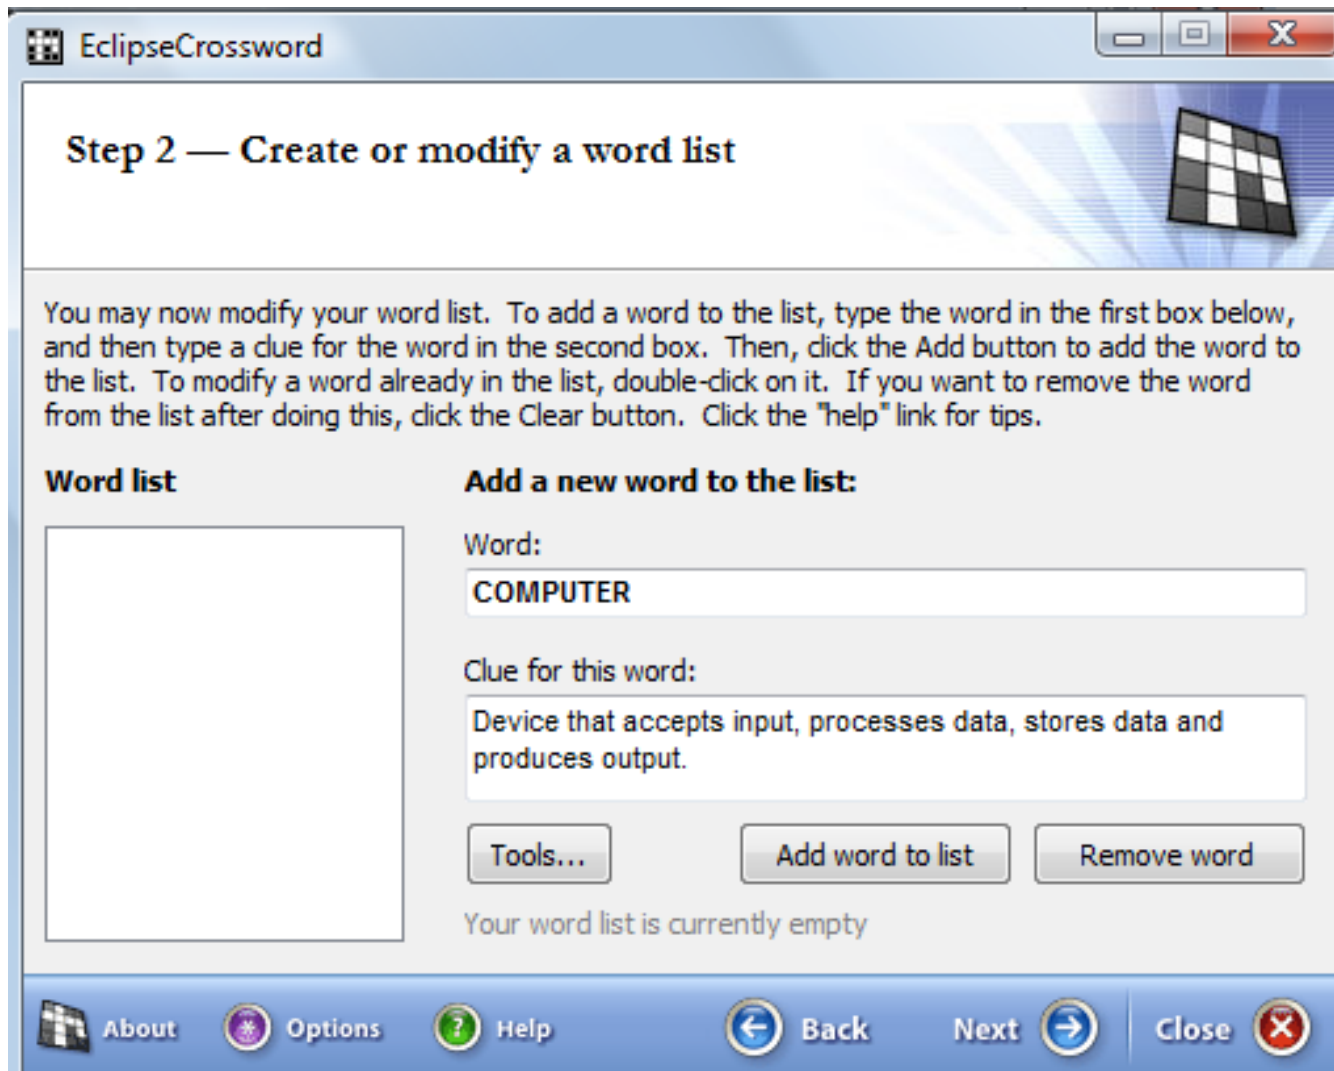 EclipseCrossword
Step 2 — Create or modify a word list
You may now modify your word list.  To add a word to the list, type the word in the first box below,
and then type a clue for the word in the second box.  Then, click the Add button to add the word to
the list.  To modify a word already in the list, double-click on it.  If you want to remove the word
from the list after doing this, click the Clear button.  Click the "help" link for tips.
Word list
Add a new word to the list:
Word:
COMPUTER
Clue for this word:
Device that accepts input, processes data, stores data and
produces output.
Tools... Add word to list Remove word
Your word list is currently empty
About Options Help Back Next Close